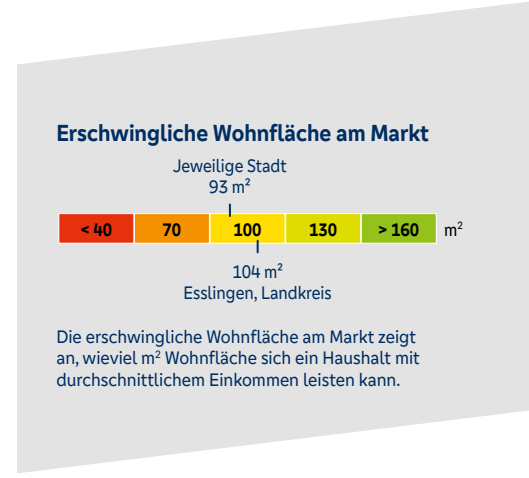 Erschwingliche Wohnfläche am Markt
Jeweilige Stadt
93 m²
< 40 70 100 130 > 160 m²
104 m²
Esslingen, Landkreis
Die erschwingliche Wohnfläche am Markt zeigt
an, wieviel m² Wohnfläche sich ein Haushalt mit
durchschnittlichem Einkommen leisten kann.